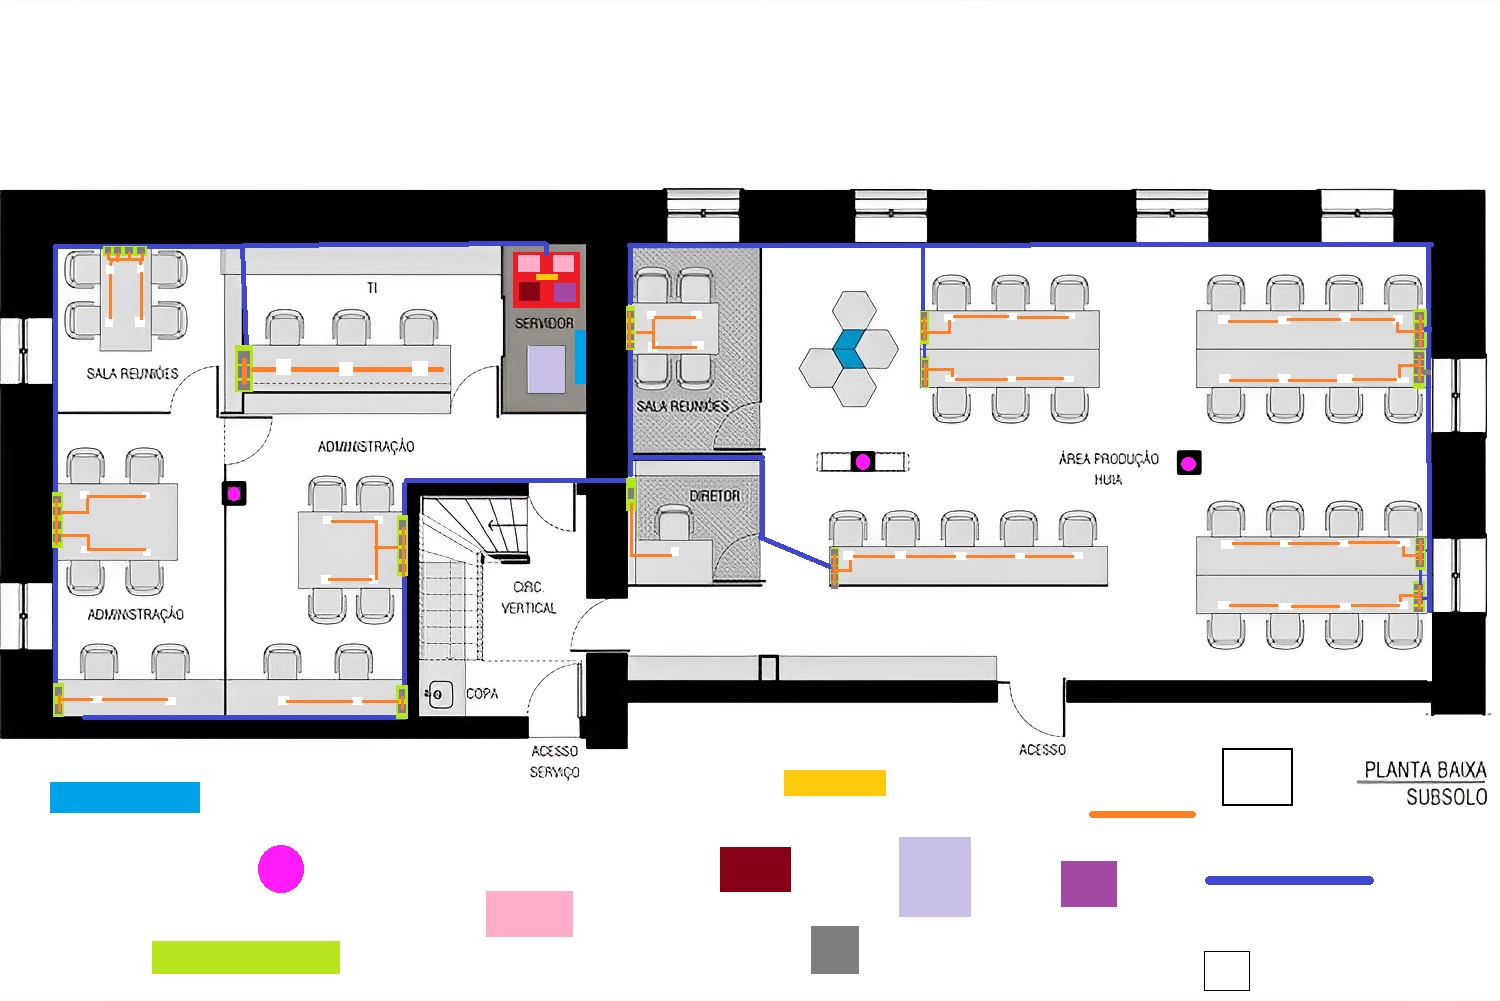 TI
SERVIDOR
SALA REUNIÕES
SALA REUNIÕES
ADMINISTRAÇÃO
ÁREA PRODUÇÃO
HUIA
DIRETOR
CIRC.
VERTICAL
ADMINISTRAÇÃO
COPA
ACESSO
SERVIÇO
ACESSO
PLANTA BAIXA
SUBSOLO